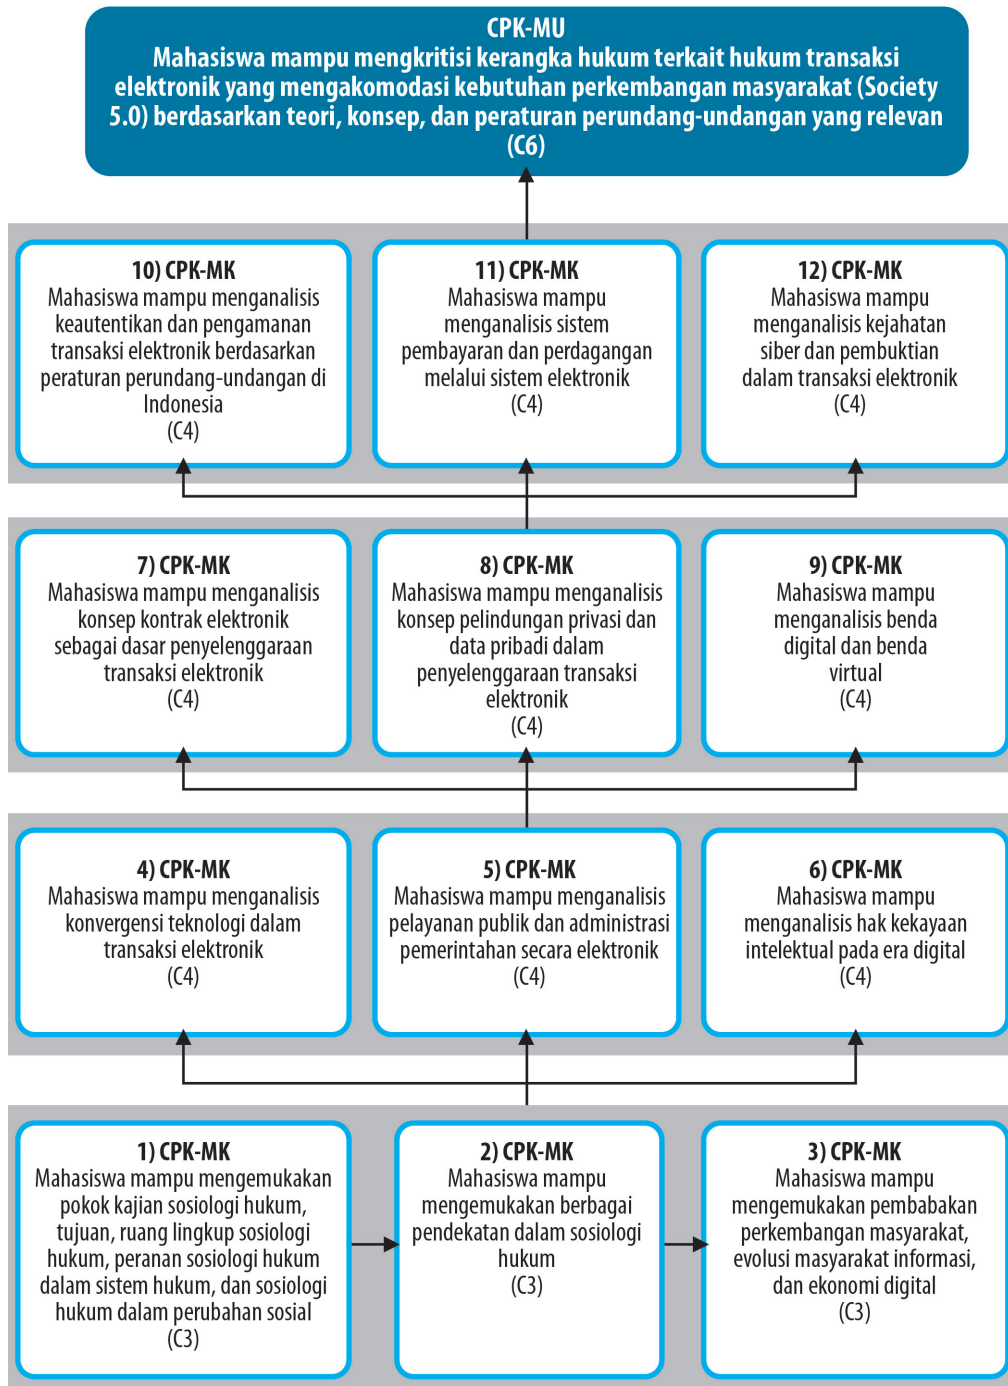 CPK-MU
Mahasiswa mampu mengkritisi kerangka hukum terkait hukum transaksi
elektronik yang mengakomodasi kebutuhan perkembangan masyarakat (Society
5.0) berdasarkan teori, konsep, dan peraturan perundang-undangan yang relevan
(C6)
10) CPK-MK
Mahasiswa mampu menganalisis
keautentikan dan pengamanan
transaksi elektronik berdasarkan
peraturan perundang-undangan di
Indonesia
(C4)
11) CPK-MK
Mahasiswa mampu
menganalisis sistem
pembayaran dan perdagangan
melalui sistem elektronik
(C4)
12) CPK-MK
Mahasiswa mampu
menganalisis kejahatan
siber dan pembuktian
dalam transaksi elektronik
(C4)
7) CPK-MK
Mahasiswa mampu menganalisis
konsep kontrak elektronik
sebagai dasar penyelenggaraan
transaksi elektronik
(C4)
8) CPK-MK
Mahasiswa mampu menganalisis
konsep pelindungan privasi dan
data pribadi dalam
penyelenggaraan transaksi
elektronik
(C4)
9) CPK-MK
Mahasiswa mampu
menganalisis benda
digital dan benda
virtual
(C4)
4) CPK-MK
Mahasiswa mampu menganalisis
konvergensi teknologi dalam
transaksi elektronik
(C4)
5) CPK-MK
Mahasiswa mampu menganalisis
pelayanan publik dan administrasi
pemerintahan secara elektronik
(C4)
6) CPK-MK
Mahasiswa mampu
menganalisis hak kekayaan
intelektual pada era digital
(C4)
1) CPK-MK
Mahasiswa mampu mengemukakan
pokok kajian sosiologi hukum,
tujuan, ruang lingkup sosiologi
hukum, peranan sosiologi hukum
dalam sistem hukum, dan sosiologi
hukum dalam perubahan sosial
(C3)
2) CPK-MK
Mahasiswa mampu
mengemukakan berbagai
pendekatan dalam sosiologi
hukum
(C3)
3) CPK-MK
Mahasiswa mampu
mengemukakan pembabakan
perkembangan masyarakat,
evolusi masyarakat informasi,
dan ekonomi digital
(C3)